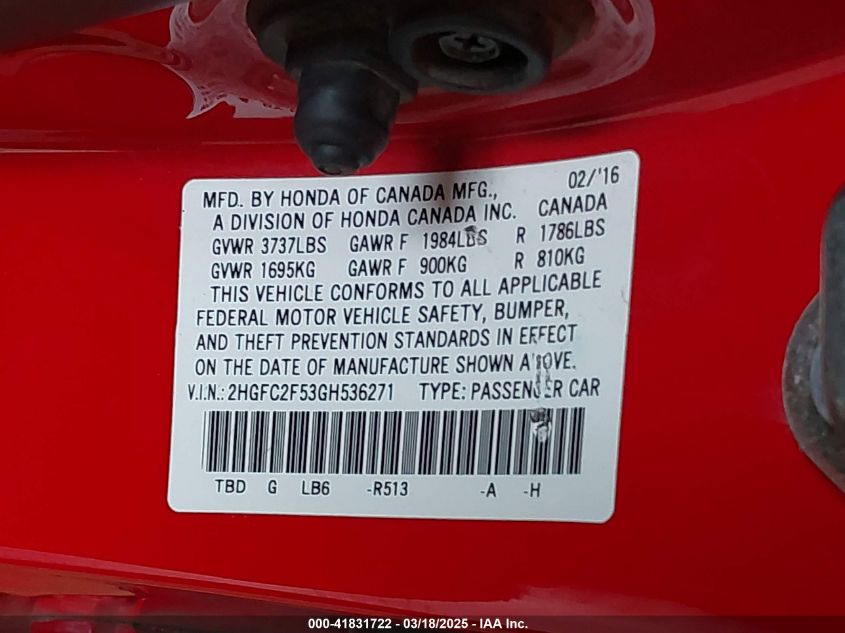 MFD. BY HONDA OF CANADA MFG., 02/'16
A DIVISION OF HONDA CANADA INC. CANADA
GVWR 3737LBS GAWR F 1984LBS R 1786LBS
GVWR 1695KG GAWR F 900KG R 810KG
THIS VEHICLE CONFORMS TO ALL APPLICABLE
FEDERAL MOTOR VEHICLE SAFETY, BUMPER,
AND THEFT PREVENTION STANDARDS IN EFFECT
ON THE DATE OF MANUFACTURE SHOWN ABOVE.
V.I.N.: 2HGFC2F53GH536271 TYPE: PASSENGER CAR
TBD G LB6 -R513 -A -H
000-41831722 - 03/18/2025 - IAA Inc.